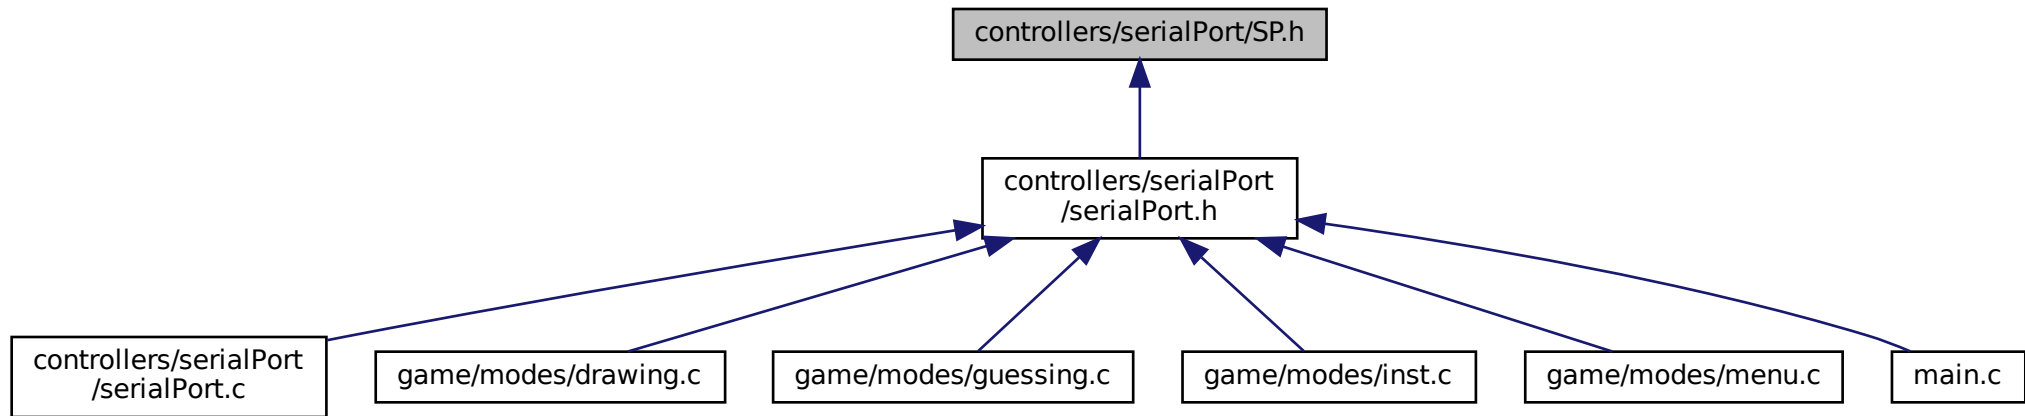 controllers/serialPort/SP.h
controllers/serialPort
/serialPort.h
controllers/serialPort
/serialPort.c
game/modes/drawing.c
game/modes/guessing.c
game/modes/inst.c
game/modes/menu.c
main.c